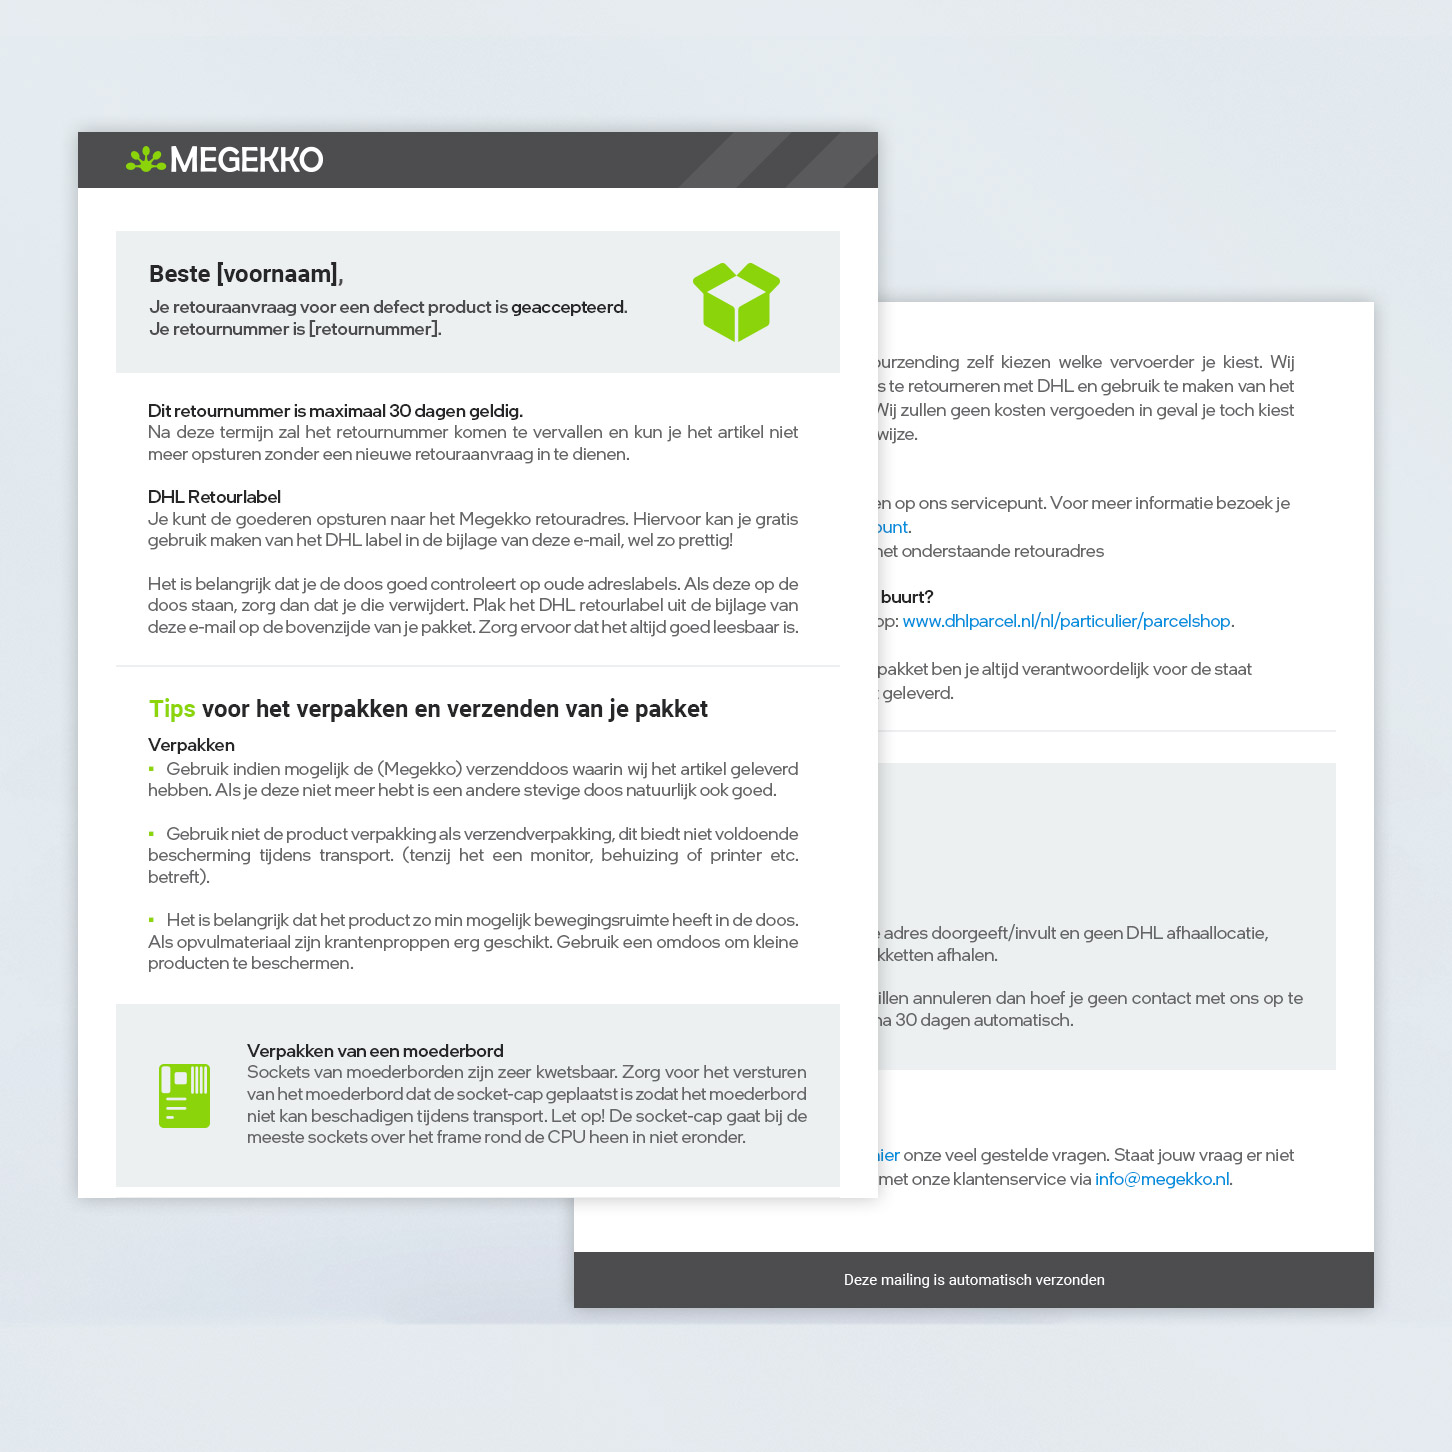 MEGEKKO
Beste [voornaam],
Je retouraanvraag voor een defect product is geaccepteerd.
Je retournummer is [retournummer].
Dit retournummer is maximaal 30 dagen geldig.
Na deze termijn zal het retournummer komen te vervallen en kun je het artikel niet
meer opsturen zonder een nieuwe retouraanvraag in te dienen.
DHL Retourlabel
Je kunt de goederen opsturen naar het Megekko retouradres. Hiervoor kan je gratis
gebruik maken van het DHL label in de bijlage van deze e-mail, wel zo prettig!
Het is belangrijk dat je de doos goed controleert op oude adreslabels. Als deze op de
doos staan, zorg dan dat je die verwijdert. Plak het DHL retourlabel uit de bijlage van
deze e-mail op de bovenzijde van je pakket. Zorg ervoor dat het altijd goed leesbaar is.
Tips voor het verpakken en verzenden van je pakket
Verpakken
▪ Gebruik indien mogelijk de (Megekko) verzenddoos waarin wij het artikel geleverd
hebben. Als je deze niet meer hebt is een andere stevige doos natuurlijk ook goed.
▪ Gebruik niet de product verpakking als verzendverpakking, dit biedt niet voldoende
bescherming tijdens transport. (tenzij het een monitor, behuizing of printer etc.
betreft).
▪ Het is belangrijk dat het product zo min mogelijk bewegingsruimte heeft in de doos.
Als opvulmateriaal zijn krantenproppen erg geschikt. Gebruik een omdoos om kleine
producten te beschermen.
Verpakken van een moederbord
Sockets van moederborden zijn zeer kwetsbaar. Zorg voor het versturen
van het moederbord dat de socket-cap geplaatst is zodat het moederbord
niet kan beschadigen tijdens transport. Let op! De socket-cap gaat bij de
meeste sockets over het frame rond de CPU heen in niet eronder.
urzending zelf kiezen welke vervoerder je kiest. Wij
s te retourneren met DHL en gebruik te maken van het
Wij zullen geen kosten vergoeden in geval je toch kiest
wijze.
en op ons servicepunt. Voor meer informatie bezoek je
unt.
het onderstaande retouradres
buurt?
op: www.dhlparcel.nl/nl/particulier/parcelshop.
pakket ben je altijd verantwoordelijk voor de staat
geleverd.
adres doorgeeft/invult en geen DHL afhaallocatie,
kketten afhalen.
illen annuleren dan hoef je geen contact met ons op te
na 30 dagen automatisch.
hier onze veel gestelde vragen. Staat jouw vraag er niet
met onze klantenservice via info@megekko.nl.
Deze mailing is automatisch verzonden